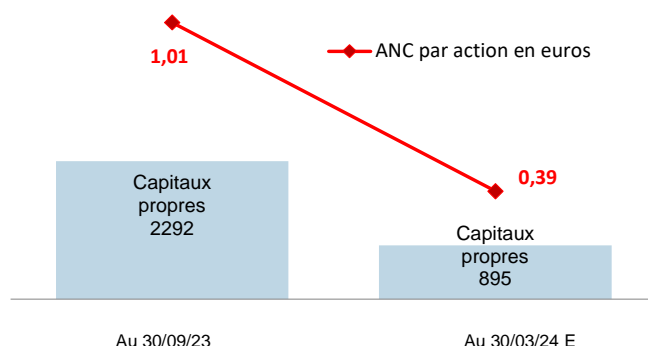 ANC par action en euros
1,01
0,39
Capitaux
propres
2292
Capitaux
propres
895
Au 30/09/23
Au 30/03/24 E